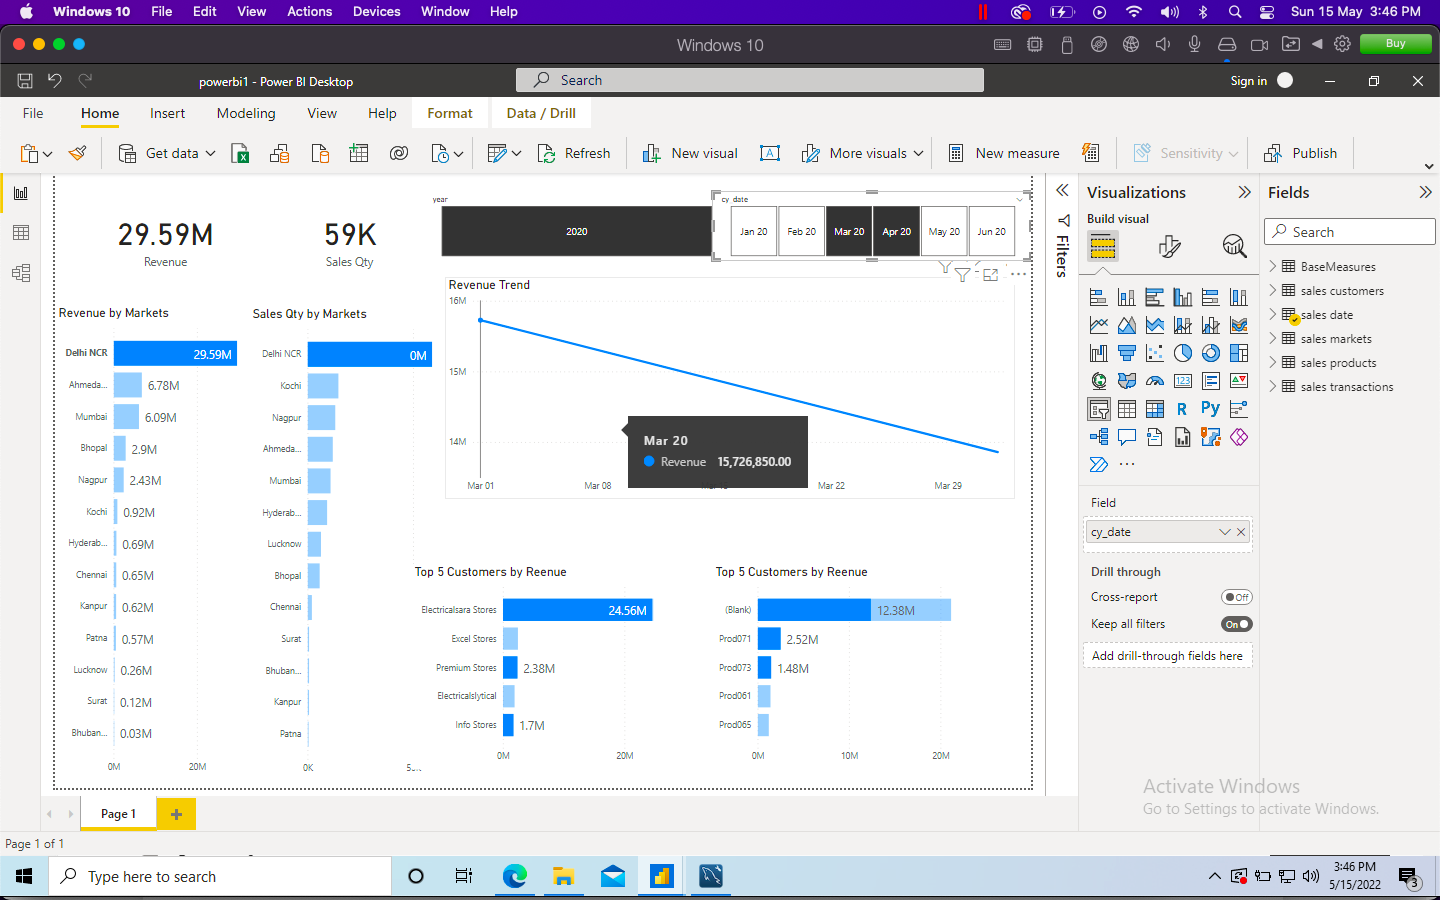 Windows 10 File Edit View Actions Devices Window Help Sun 15 May 3:46 PM
Windows 10 Buy
powerbi1 - Power BI Desktop Search Sign in
File Home Insert Modeling View Help Format Data / Drill
Get data Refresh New visual More visuals New measure Sensitivity Publish
year
2020
cy_date
Jan 20 Feb 20 Mar 20 Apr 20 May 20 Jun 20
29.59M
Revenue
59K
Sales Qty
Revenue by Markets
Delhi NCR 29.59M
Ahmeda... 6.78M
Mumbai 6.09M
Bhopal 2.9M
Nagpur 2.43M
Kochi 0.92M
Hyderab... 0.69M
Chennai 0.65M
Kanpur 0.62M
Patna 0.57M
Lucknow 0.26M
Surat 0.12M
Bhuban... 0.03M
0M 20M
Sales Qty by Markets
Delhi NCR 0M
Kochi
Nagpur
Ahmeda...
Mumbai
Hyderab...
Lucknow
Bhopal
Chennai
Surat
Bhuban...
Kanpur
Patna
0K
Revenue Trend
16M
15M
14M
Mar 01 Mar 08 Mar 22 Mar 29
Mar 20
Revenue 15,726,850.00
Top 5 Customers by Reenue
Electricalsara Stores 24.56M
Excel Stores
Premium Stores 2.38M
Electricalslytical
Info Stores 1.7M
0M 20M
Top 5 Customers by Reenue
(Blank) 12.38M
Prod071 2.52M
Prod073 1.48M
Prod061
Prod065
0M 10M 20M
Filters
Visualizations
Build visual
123
R Py
Field
cy_date
Drill through
Cross-report Off
Keep all filters On
Add drill-through fields here
Fields
Search
BaseMeasures
sales customers
sales date
sales markets
sales products
sales transactions
Activate Windows
Go to Settings to activate Windows.
Page 1
Page 1 of 1
Type here to search
3:46 PM
5/15/2022
3